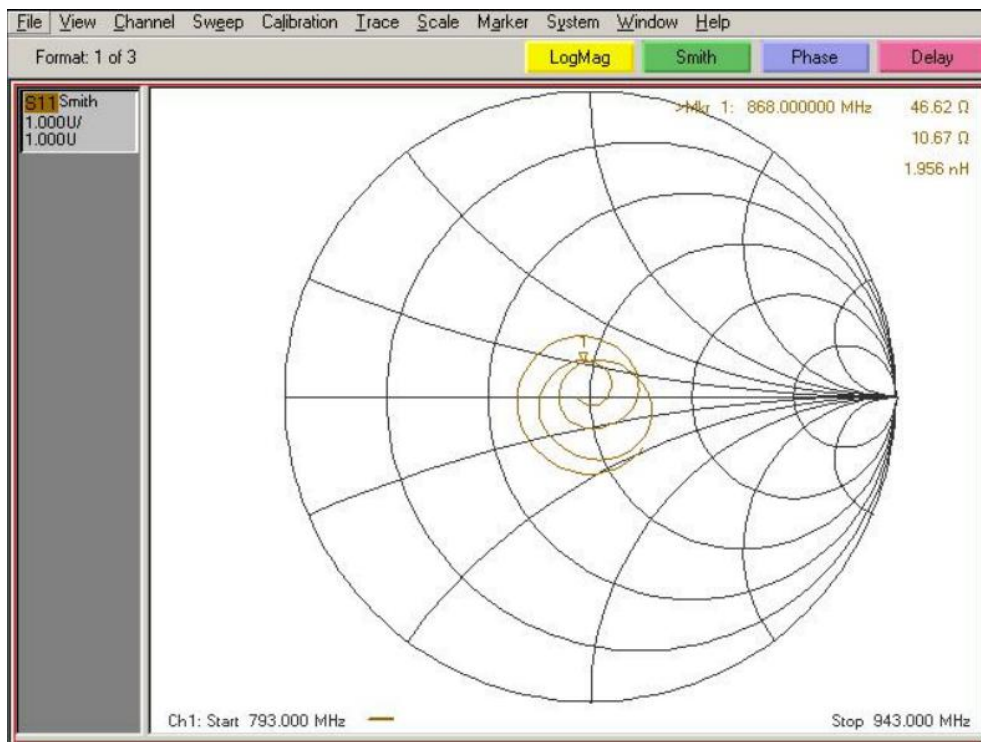 File View Channel Sweep Calibration Trace Scale Marker System Window Help
Format: 1 of 3 LogMag Smith Phase Delay
S11 Smith
1.000U/
1.000U
>Mkr 1: 868.000000 MHz 46.62 Ω
10.67 Ω
1.956 nH
1
Ch1: Start 793.000 MHz Stop 943.000 MHz